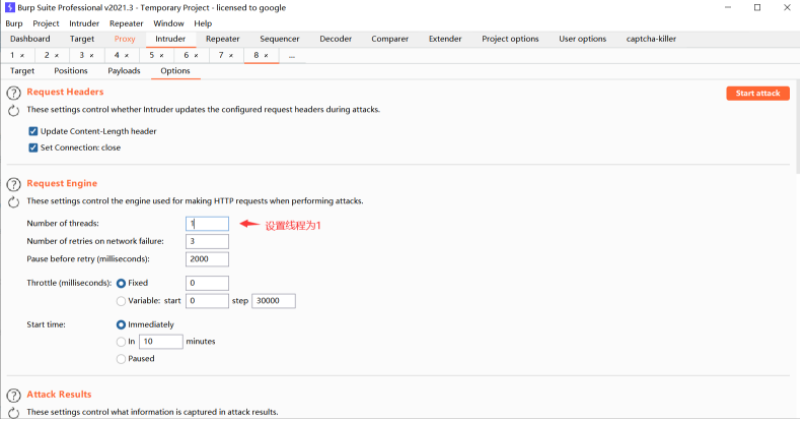 Burp Suite Professional v2021.3 - Temporary Project - licensed to google
Burp Project Intruder Repeater Window Help
Dashboard Target Proxy Intruder Repeater Sequencer Decoder Comparer Extender Project options User options captcha-killer
1 × 2 × 3 × 4 × 5 × 6 × 7 × 8 × ...
Target Positions Payloads Options
Request Headers
Start attack
These settings control whether Intruder updates the configured request headers during attacks.
Update Content-Length header
Set Connection: close
Request Engine
These settings control the engine used for making HTTP requests when performing attacks.
Number of threads: 1 设置线程为1
Number of retries on network failure: 3
Pause before retry (milliseconds): 2000
Throttle (milliseconds): Fixed 0
Variable: start 0 step 30000
Start time: Immediately
In 10 minutes
Paused
Attack Results
These settings control what information is captured in attack results.